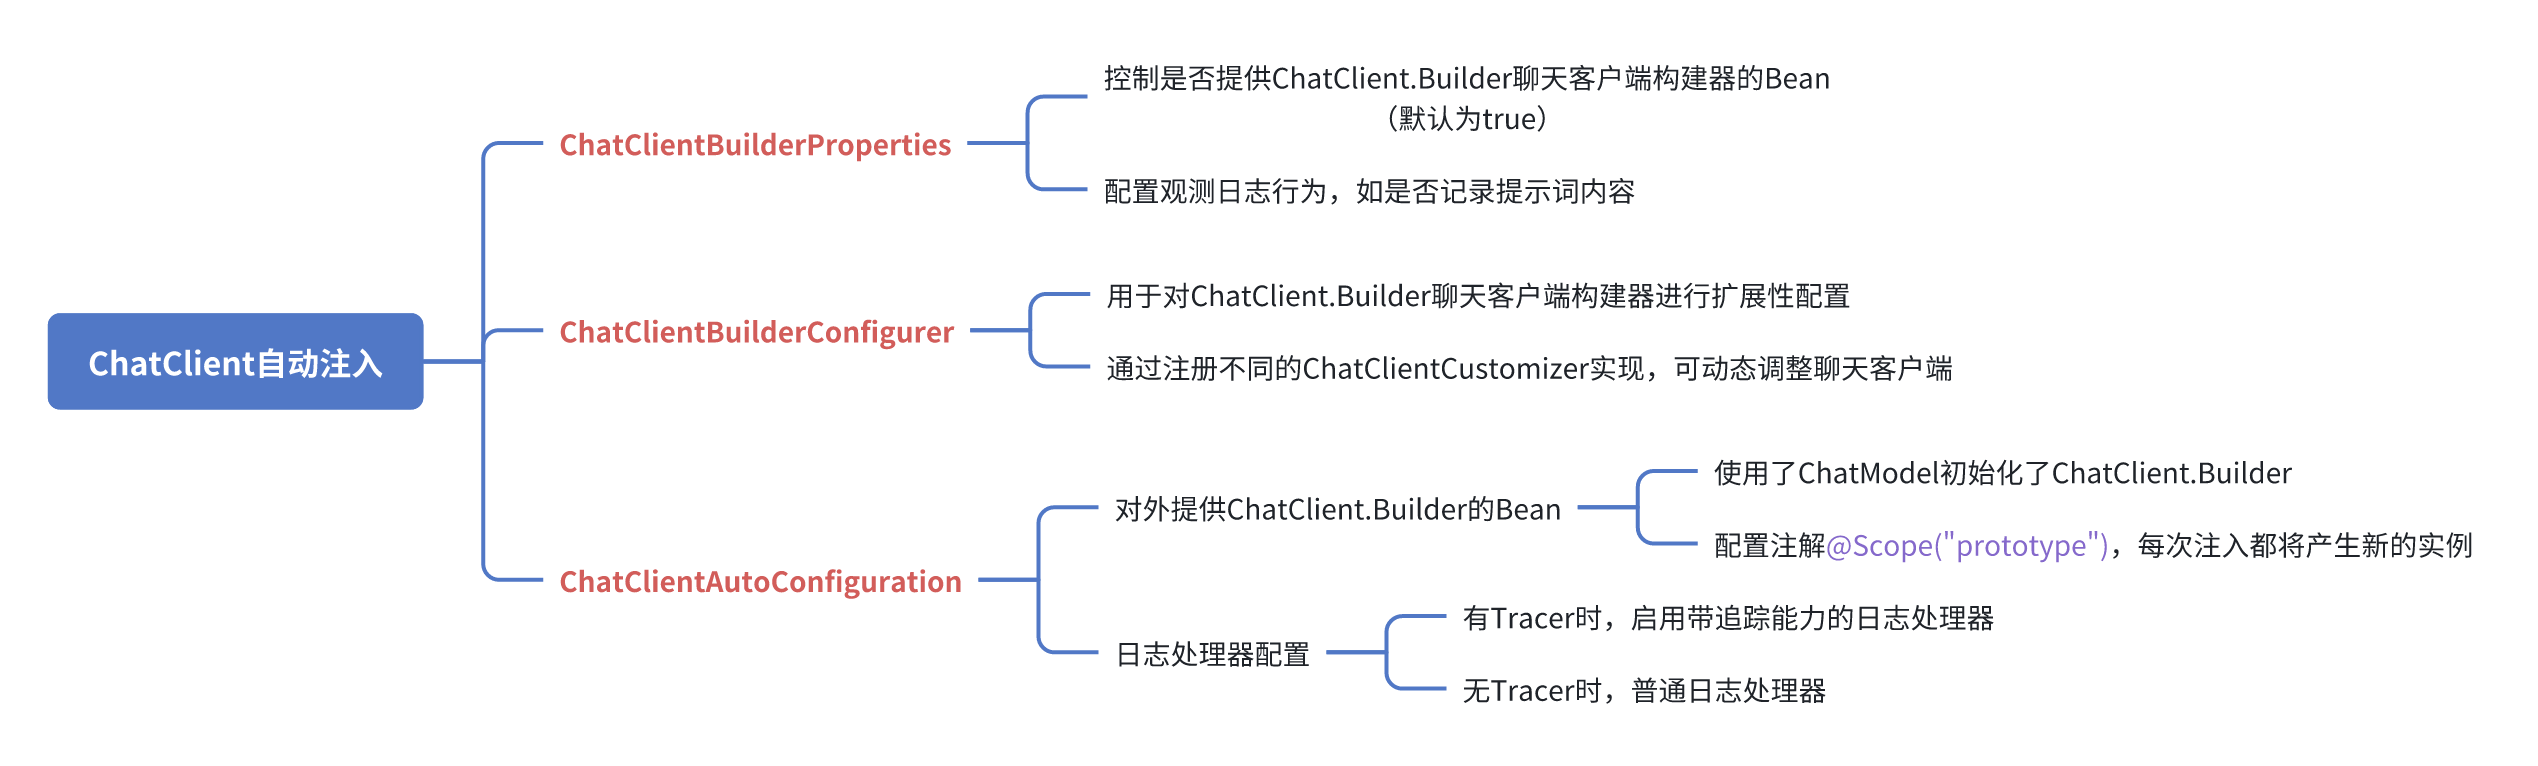 ChatClient自动注入
ChatClientBuilderProperties
控制是否提供ChatClient.Builder聊天客户端构建器的Bean
（默认为true）
配置观测日志行为，如是否记录提示词内容
ChatClientBuilderConfigurer
用于对ChatClient.Builder聊天客户端构建器进行扩展性配置
通过注册不同的ChatClientCustomizer实现，可动态调整聊天客户端
ChatClientAutoConfiguration
对外提供ChatClient.Builder的Bean
使用了ChatModel初始化了ChatClient.Builder
配置注解@Scope("prototype")，每次注入都将产生新的实例
日志处理器配置
有Tracer时，启用带追踪能力的日志处理器
无Tracer时，普通日志处理器